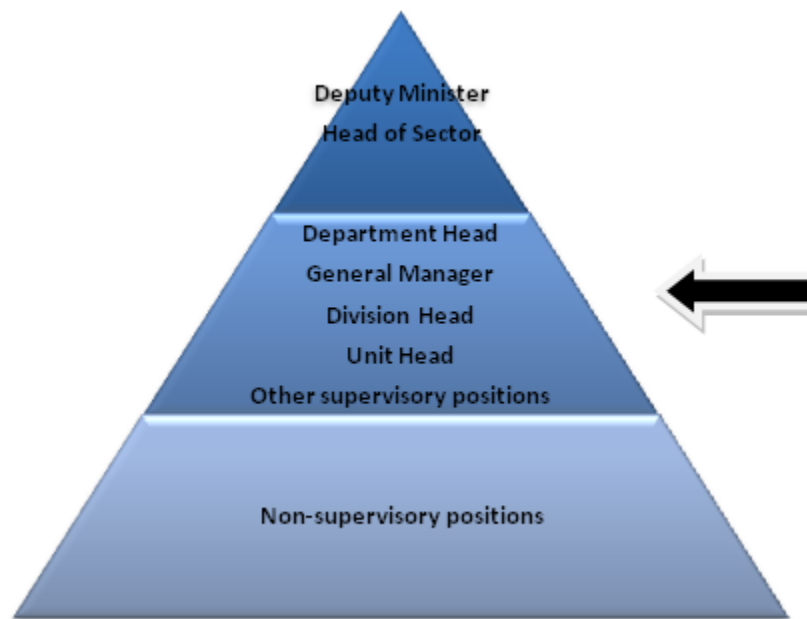 Deputy Minister
Head of Sector
Department Head
General Manager
Division Head
Unit Head
Other supervisory positions
Non-supervisory positions